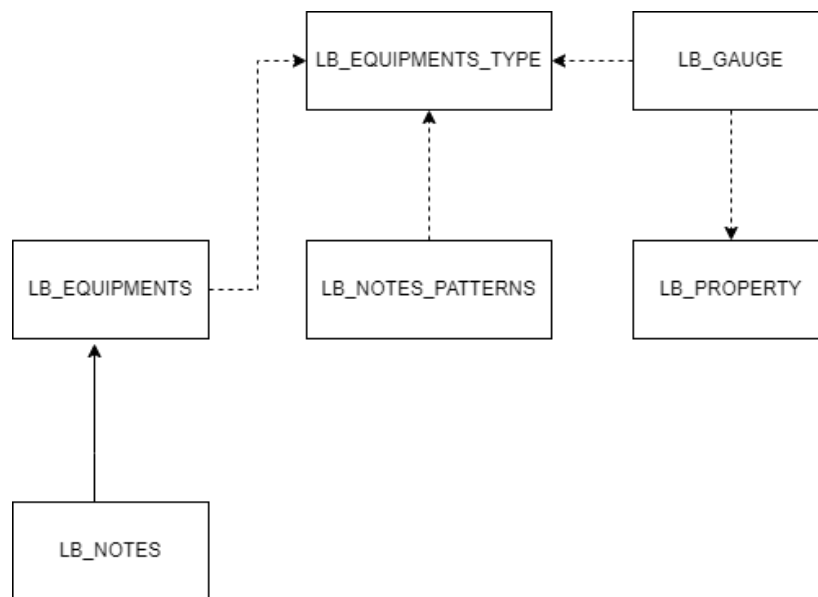 LB_EQUIPMENTS_TYPE
LB_GAUGE
LB_EQUIPMENTS
LB_NOTES_PATTERNS
LB_PROPERTY
LB_NOTES